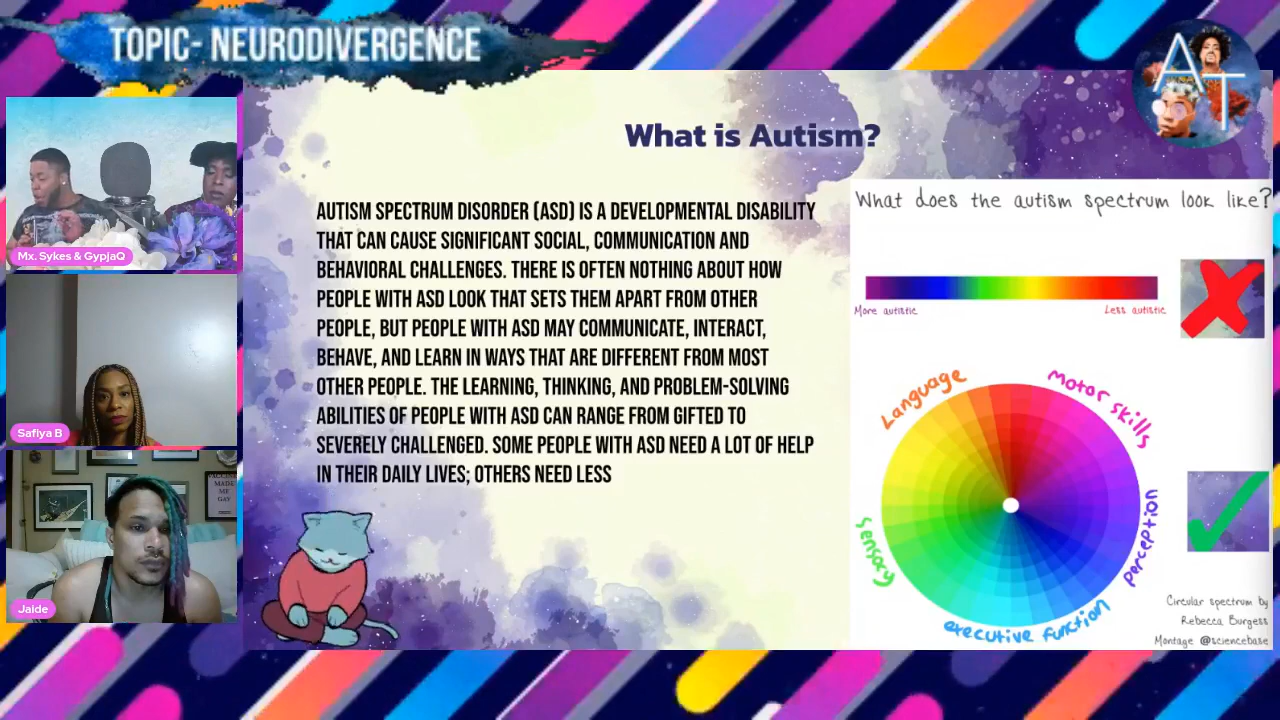 TOPIC- NEURODIVERGENCE
AT
What is Autism?
AUTISM SPECTRUM DISORDER (ASD) IS A DEVELOPMENTAL DISABILITY
THAT CAN CAUSE SIGNIFICANT SOCIAL, COMMUNICATION AND
BEHAVIORAL CHALLENGES. THERE IS OFTEN NOTHING ABOUT HOW
PEOPLE WITH ASD LOOK THAT SETS THEM APART FROM OTHER
PEOPLE, BUT PEOPLE WITH ASD MAY COMMUNICATE, INTERACT,
BEHAVE, AND LEARN IN WAYS THAT ARE DIFFERENT FROM MOST
OTHER PEOPLE. THE LEARNING, THINKING, AND PROBLEM-SOLVING
ABILITIES OF PEOPLE WITH ASD CAN RANGE FROM GIFTED TO
SEVERELY CHALLENGED. SOME PEOPLE WITH ASD NEED A LOT OF HELP
IN THEIR DAILY LIVES; OTHERS NEED LESS
What does the autism spectrum look like?
More autistic
Less autistic
Language
Motor skills
perception
executive function
sensory
Circular spectrum by
Rebecca Burgess
Montage @sciencebase
Mx. Sykes & GypjaQ
Safiya B
MADE
ME
GAY
Jaide